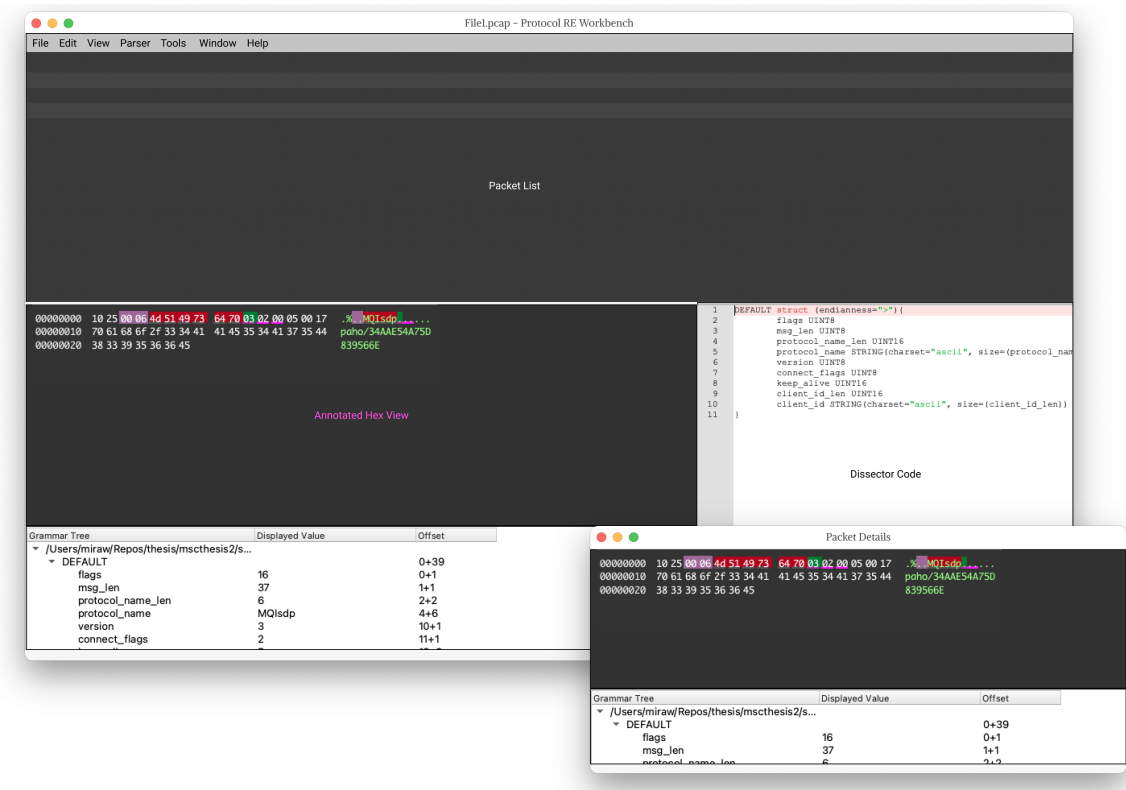 File1.pcap – Protocol RE Workbench
File Edit View Parser Tools Window Help
Packet List
00000000 10 25 00 06 4d 51 49 73 64 70 03 02 00 05 00 17 .%..MQIsdp......
00000010 70 61 68 6f 2f 33 34 41 41 45 35 34 41 37 35 44 paho/34AAE54A75D
00000020 38 33 39 35 36 36 45 839566E
Annotated Hex View
1 DEFAULT struct (endianness=">"){
2 flags UINT8
3 msg_len UINT8
4 protocol_name_len UINT16
5 protocol_name STRING(charset="ascii", size=(protocol_nam
6 version UINT8
7 connect_flags UINT8
8 keep_alive UINT16
9 client_id_len UINT16
10 client_id STRING(charset="ascii", size=(client_id_len))
11 }
Dissector Code
Grammar Tree Displayed Value Offset
/Users/miraw/Repos/thesis/mscthesis2/s...
DEFAULT 0+39
flags 16 0+1
msg_len 37 1+1
protocol_name_len 6 2+2
protocol_name MQIsdp 4+6
version 3 10+1
connect_flags 2 11+1
Packet Details
00000000 10 25 00 06 4d 51 49 73 64 70 03 02 00 05 00 17 .%..MQIsdp......
00000010 70 61 68 6f 2f 33 34 41 41 45 35 34 41 37 35 44 paho/34AAE54A75D
00000020 38 33 39 35 36 36 45 839566E
Grammar Tree Displayed Value Offset
/Users/miraw/Repos/thesis/mscthesis2/s...
DEFAULT 0+39
flags 16 0+1
msg_len 37 1+1
protocol_name_len 6 2+2